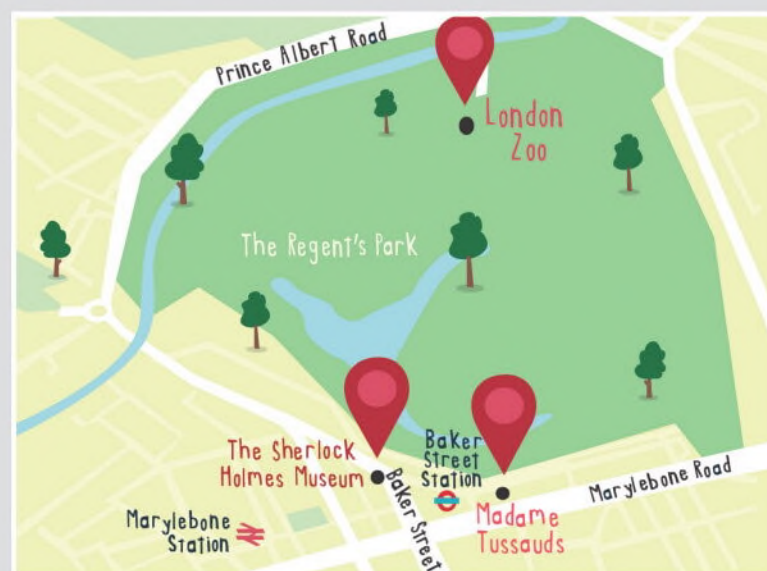 Prince Albert Road
London
Zoo
The Regent's Park
The Sherlock
Holmes Museum
Baker
Street
Station
Baker Street
Marylebone Road
Madame
Tussauds
Marylebone
Station